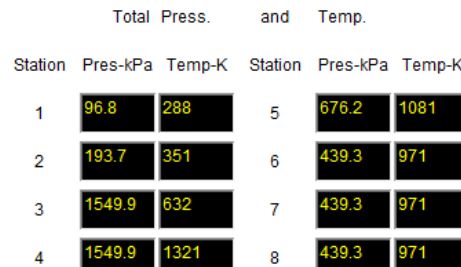 Total Press. and Temp.
Station Pres-kPa Temp-K Station Pres-kPa Temp-K
1 96.8 288 5 676.2 1081
2 193.7 351 6 439.3 971
3 1549.9 632 7 439.3 971
4 1549.9 1321 8 439.3 971